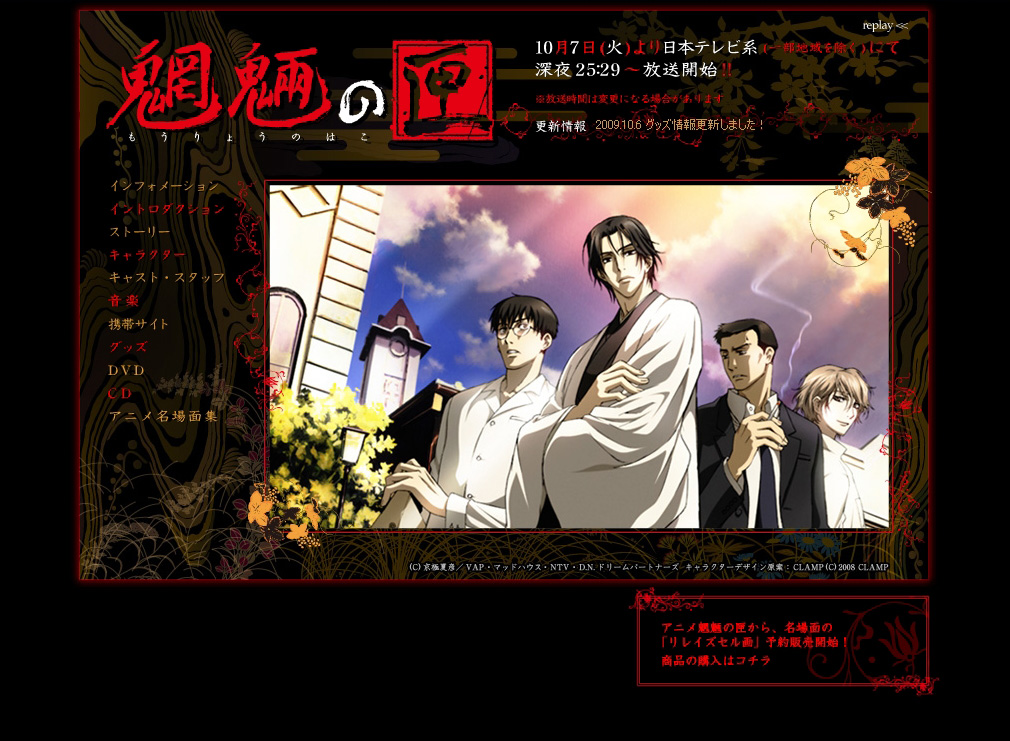 replay <<
魍魎の匣
もうりょうのはこ
10月7日(火)より日本テレビ系(一部地域を除く)にて
深夜25:29~放送開始!!
※放送時間は変更になる場合があります
更新情報 2009.10.6 グッズ情報更新しました!
インフォメーション
イントロダクション
ストーリー
キャラクター
キャスト・スタッフ
音楽
携帯サイト
グッズ
DVD
CD
アニメ名場面集
(C) 京極夏彦/VAP・マッドハウス・NTV・D.N.ドリームパートナーズ キャラクターデザイン原案:CLAMP (C) 2008 CLAMP
アニメ魍魎の匣から、名場面の
「リレイズセル画」予約販売開始!
商品の購入はコチラ